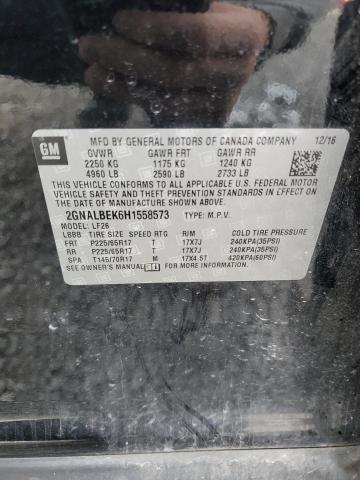 GM
MFD BY GENERAL MOTORS OF CANADA COMPANY 12/16
GVWR GAWR FRT GAWR RR
2250 KG 1175 KG 1240 KG
4960 LB 2590 LB 2733 LB
THIS VEHICLE CONFORMS TO ALL APPLICABLE U.S. FEDERAL MOTOR
VEHICLE SAFETY AND THEFT PREVENTION STANDARDS IN EFFECT ON THE DATE
OF MANUFACTURE SHOWN ABOVE.
2GNALBEK6H1558573 TYPE: M.P.V.
MODEL: LF26
LBBB TIRE SIZE SPEED RTG RIM COLD TIRE PRESSURE
FRT P225/65R17 T 17X7J 240KPA(35PSI)
RR P225/65R17 T 17X7J 240KPA(35PSI)
SPA T145/70R17 M 17X4.5T 420KPA(60PSI)
SEE OWNER'S MANUAL FOR MORE INFORMATION.